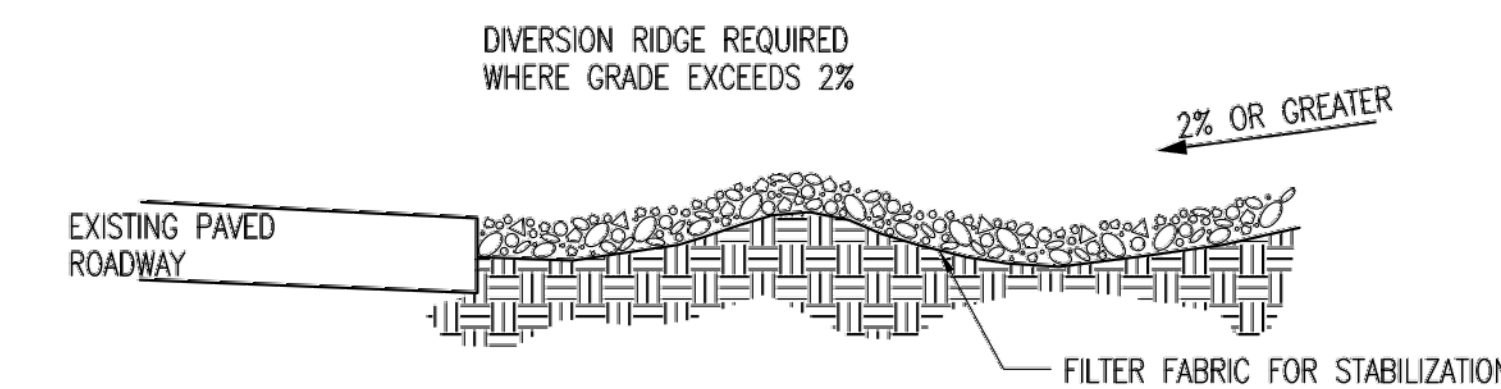 DIVERSION RIDGE REQUIRED
WHERE GRADE EXCEEDS 2%
2% OR GREATER
EXISTING PAVED
ROADWAY
FILTER FABRIC FOR STABILIZATION